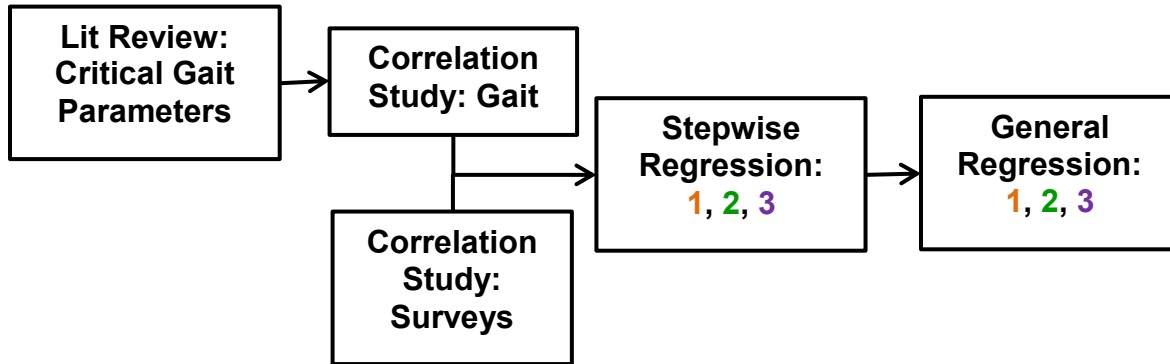 Lit Review:
Critical Gait
Parameters
Correlation
Study: Gait
Correlation
Study:
Surveys
Stepwise
Regression:
1, 2, 3
General
Regression:
1, 2, 3